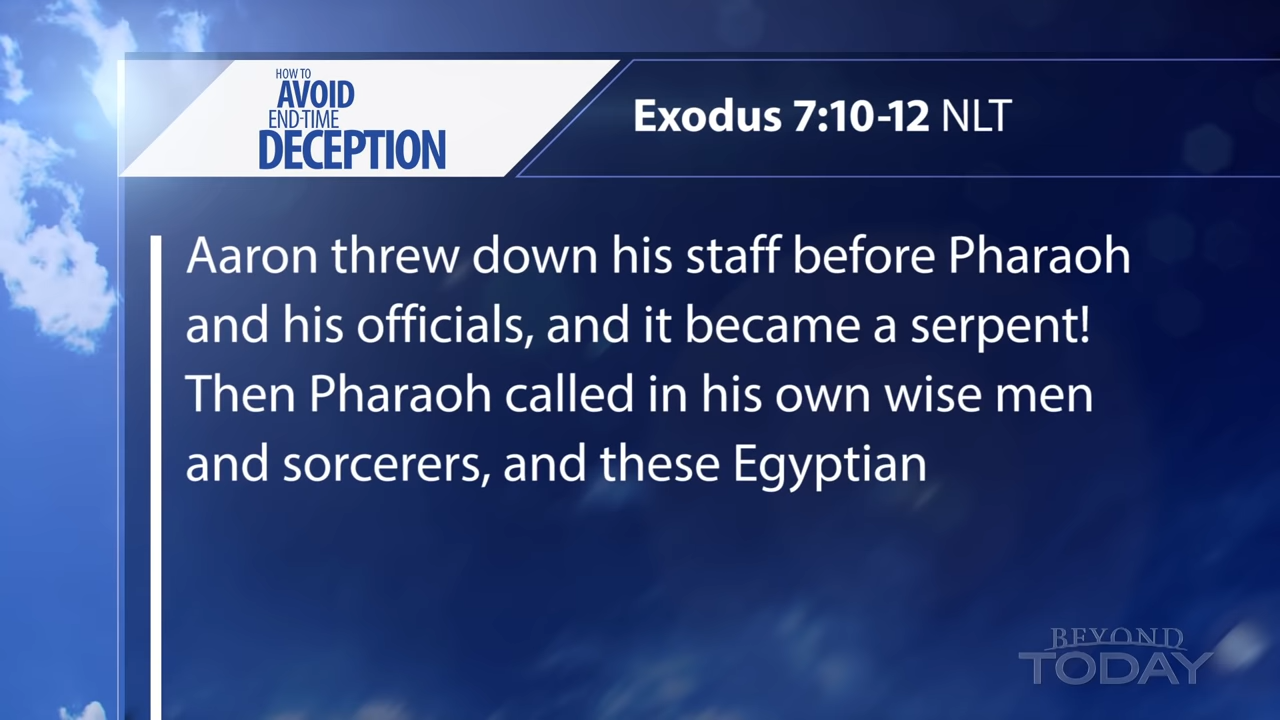 HOW TO
AVOID
END-TIME
DECEPTION
Exodus 7:10-12 NLT
Aaron threw down his staff before Pharaoh
and his officials, and it became a serpent!
Then Pharaoh called in his own wise men
and sorcerers, and these Egyptian
BEYOND
TODAY